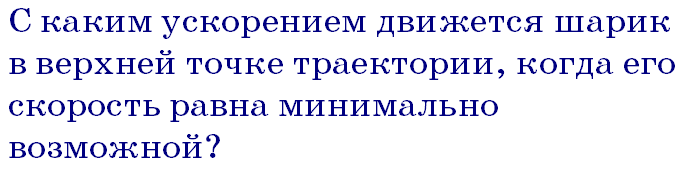 С каким ускорением движется шарик
в верхней точке траектории, когда его
скорость равна минимально
возможной?